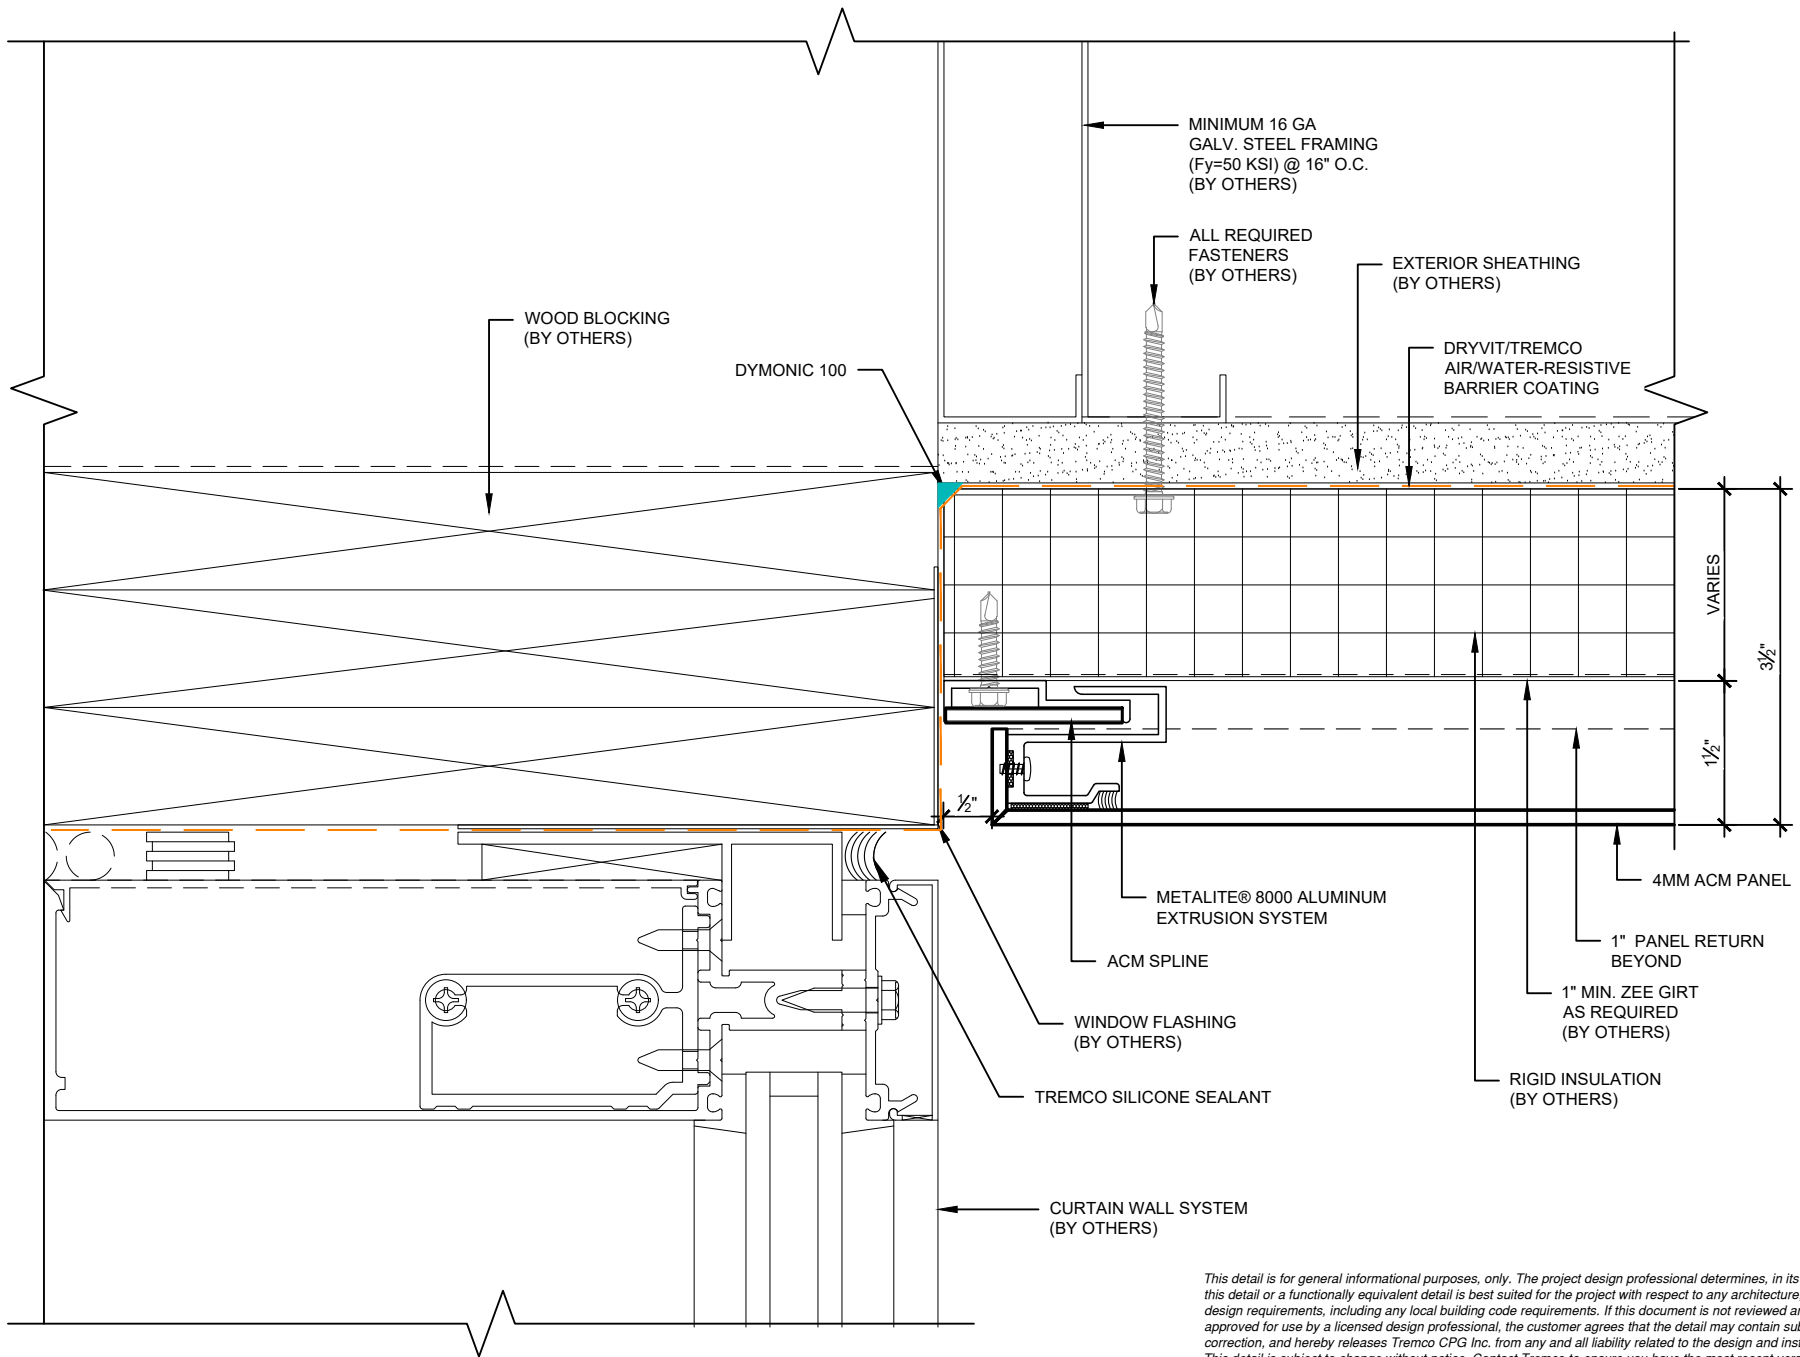 MINIMUM 16 GA
GALV. STEEL FRAMING
(Fy=50 KSI) @ 16" O.C.
(BY OTHERS)
ALL REQUIRED
FASTENERS
(BY OTHERS)
EXTERIOR SHEATHING
(BY OTHERS)
WOOD BLOCKING
(BY OTHERS)
DYMONIC 100
DRYVIT/TREMCO
AIR/WATER-RESISTIVE
BARRIER COATING
VARIES
3½"
1½"
½"
4MM ACM PANEL
METALITE® 8000 ALUMINUM
EXTRUSION SYSTEM
1" PANEL RETURN
BEYOND
ACM SPLINE
1" MIN. ZEE GIRT
AS REQUIRED
(BY OTHERS)
WINDOW FLASHING
(BY OTHERS)
RIGID INSULATION
(BY OTHERS)
TREMCO SILICONE SEALANT
CURTAIN WALL SYSTEM
(BY OTHERS)
This detail is for general informational purposes, only. The project design professional determines, in its
this detail or a functionally equivalent detail is best suited for the project with respect to any architecture,
design requirements, including any local building code requirements. If this document is not reviewed
approved for use by a licensed design professional, the customer agrees that the detail may contain
correction, and hereby releases Tremco CPG Inc. from any and all liability related to the design and